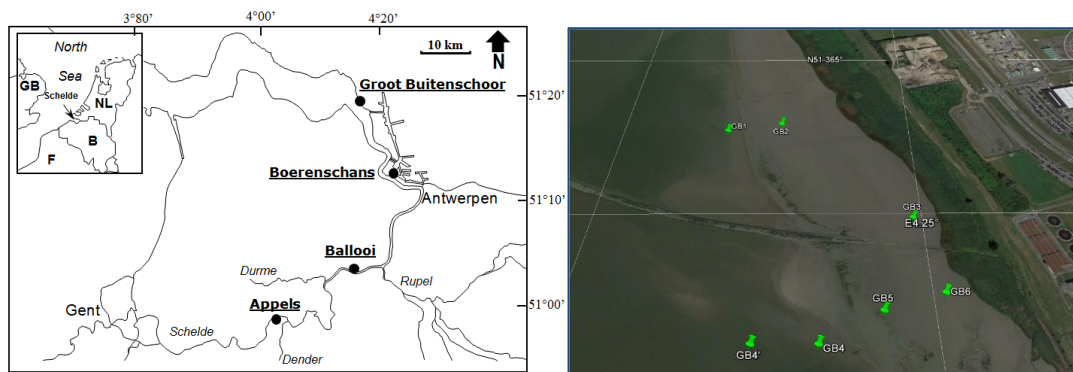 3°80'
4°00'
4°20'
10 km
N
North
Sea
GB
Schelde
NL
B
F
Groot Buitenschoor
51°20'
Boerenschans
51°10'
Antwerpen
Ballooi
Durme
Rupel
Appels
51°00'
Gent
Schelde
Dender
N51-365°
GB1
GB2
GB3
E4.25°
GB5
GB6
GB4'
GB4